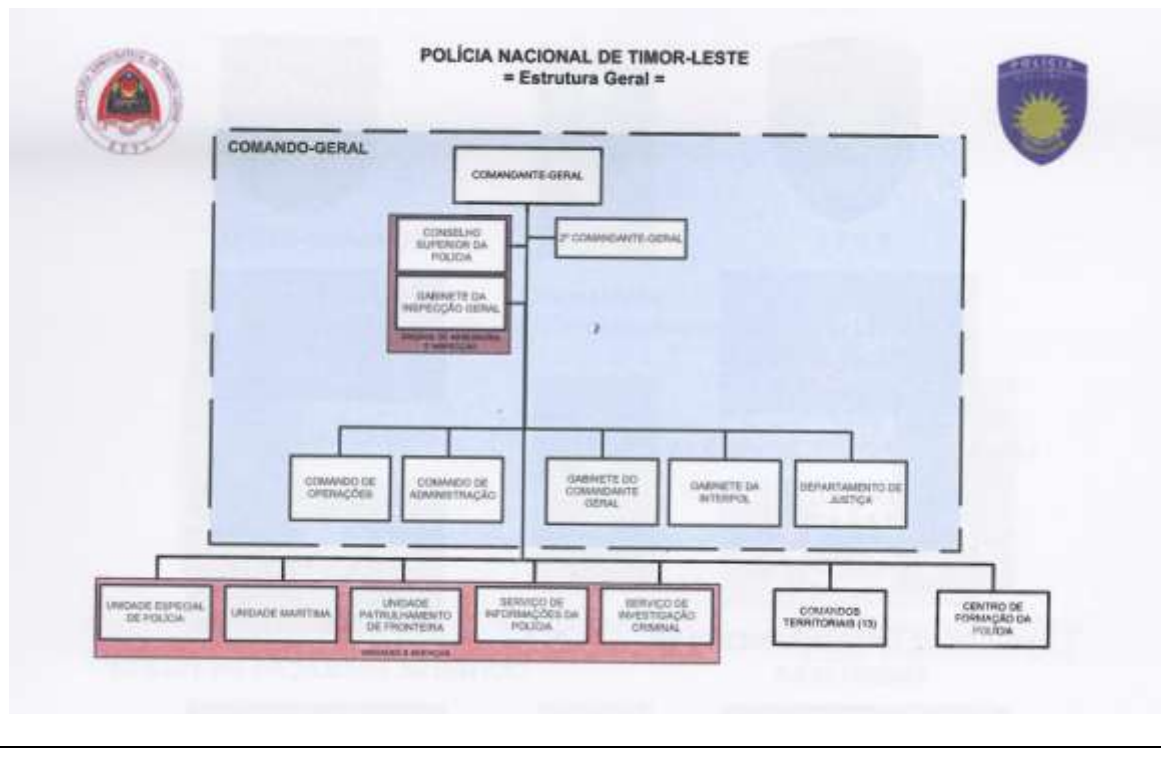 POLÍCIA NACIONAL DE TIMOR-LESTE
= Estrutura Geral =
POLICIA
COMANDO-GERAL
COMANDANTE-GERAL
CONSELHO
SUPERIOR DA
POLÍCIA
2º COMANDANTE-GERAL
GABINETE DA
INSPECÇÃO GERAL
E INSPECÇÃO
COMANDO DE
OPERAÇÕES
COMANDO DE
ADMINISTRAÇÃO
GABINETE DO
COMANDANTE
GERAL
GABINETE DA
INTERPOL
DEPARTAMENTO DE
JUSTIÇA
UNIDADE ESPECIAL
DE POLÍCIA
UNIDADE MARÍTIMA
UNIDADE
PATRULHAMENTO
DE FRONTEIRA
SERVIÇO DE
INFORMAÇÕES DA
POLÍCIA
SERVIÇO DE
INVESTIGAÇÃO
CRIMINAL
COMANDOS
TERRITORIAIS (13)
CENTRO DE
FORMAÇÃO DA
POLÍCIA